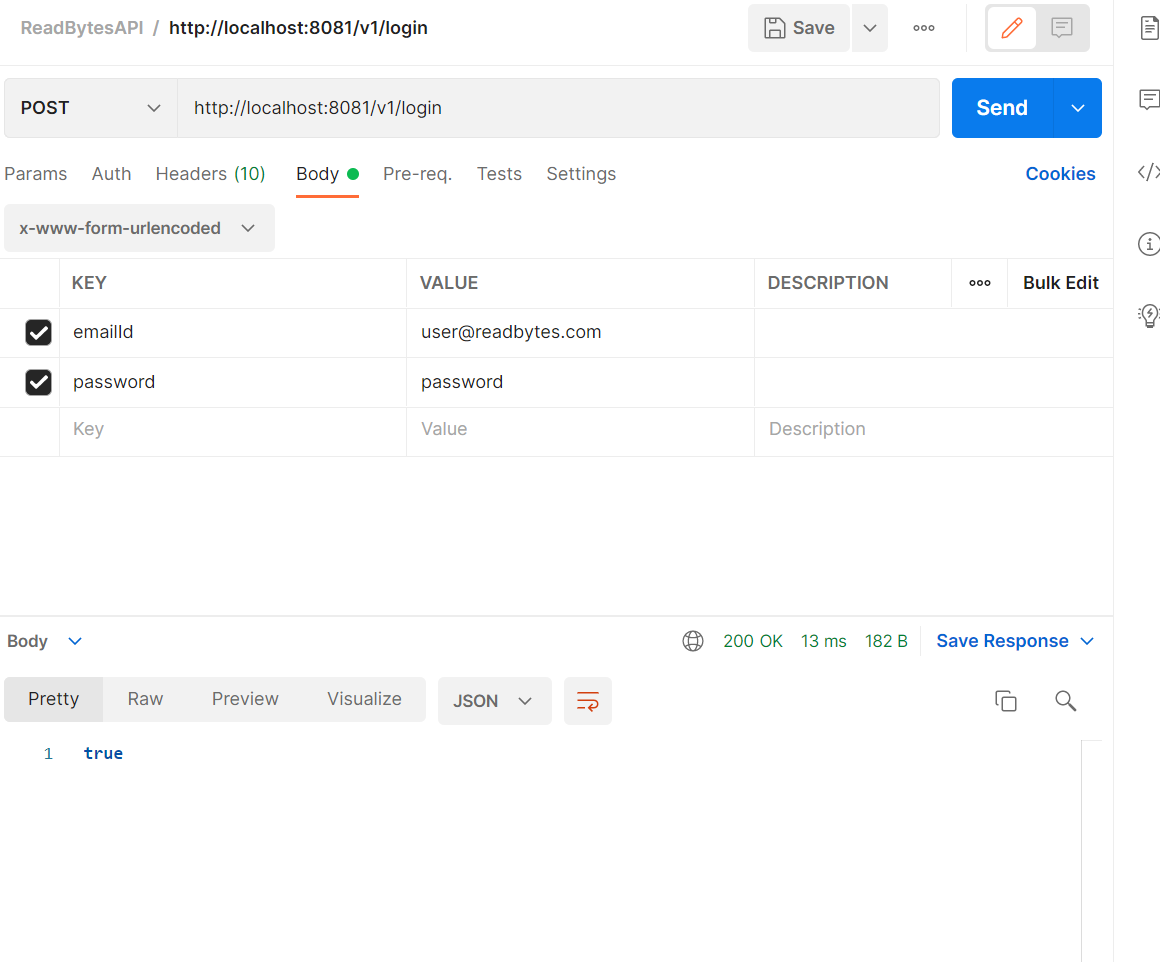 ReadBytesAPI / http://localhost:8081/v1/login Save
POST http://localhost:8081/v1/login Send
Params Auth Headers (10) Body Pre-req. Tests Settings Cookies
x-www-form-urlencoded
KEY VALUE DESCRIPTION Bulk Edit
emailId user@readbytes.com
password password
Key Value Description
Body 200 OK 13 ms 182 B Save Response
Pretty Raw Preview Visualize JSON
1 true